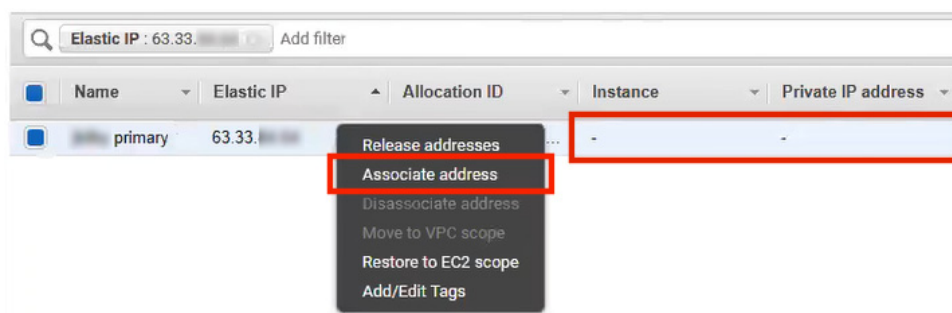 Elastic IP : 63.33. Add filter
Name Elastic IP Allocation ID Instance Private IP address
primary 63.33. ... - -
Release addresses
Associate address
Disassociate address
Move to VPC scope
Restore to EC2 scope
Add/Edit Tags